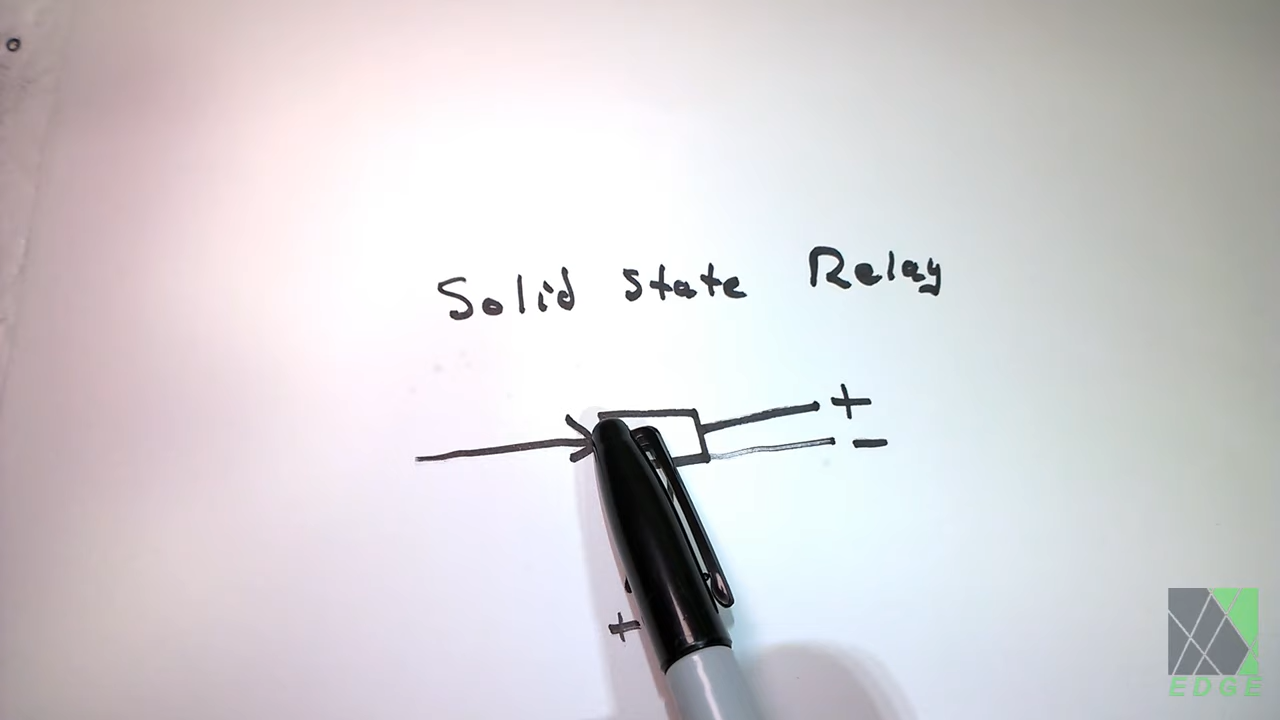 Solid State Relay
+
-
+
EDGE